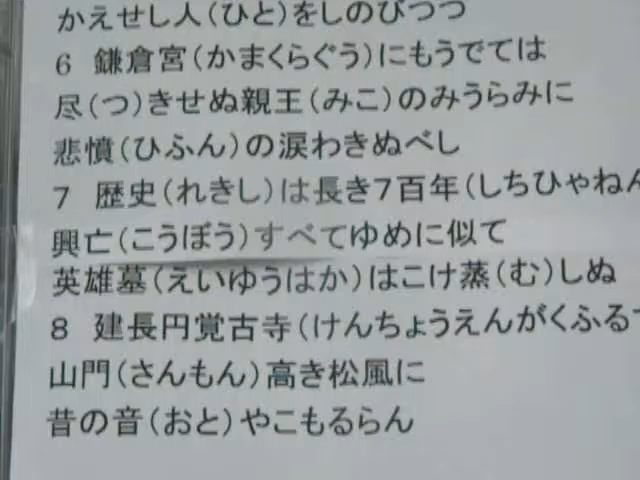 かえせし人(ひと)をしのびつつ
6 鎌倉宮(かまくらぐう)にもうでては
尽(つ)きせぬ親王(みこ)のみうらみに
悲憤(ひふん)の涙わきぬべし
7 歴史(れきし)は長き7百年(しちひゃねん
興亡(こうぼう)すべてゆめに似て
英雄墓(えいゆうはか)はこけ蒸(む)しぬ
8 建長円覚古寺(けんちょうえんがくふる
山門(さんもん)高き松風に
昔の音(おと)やこもるらん